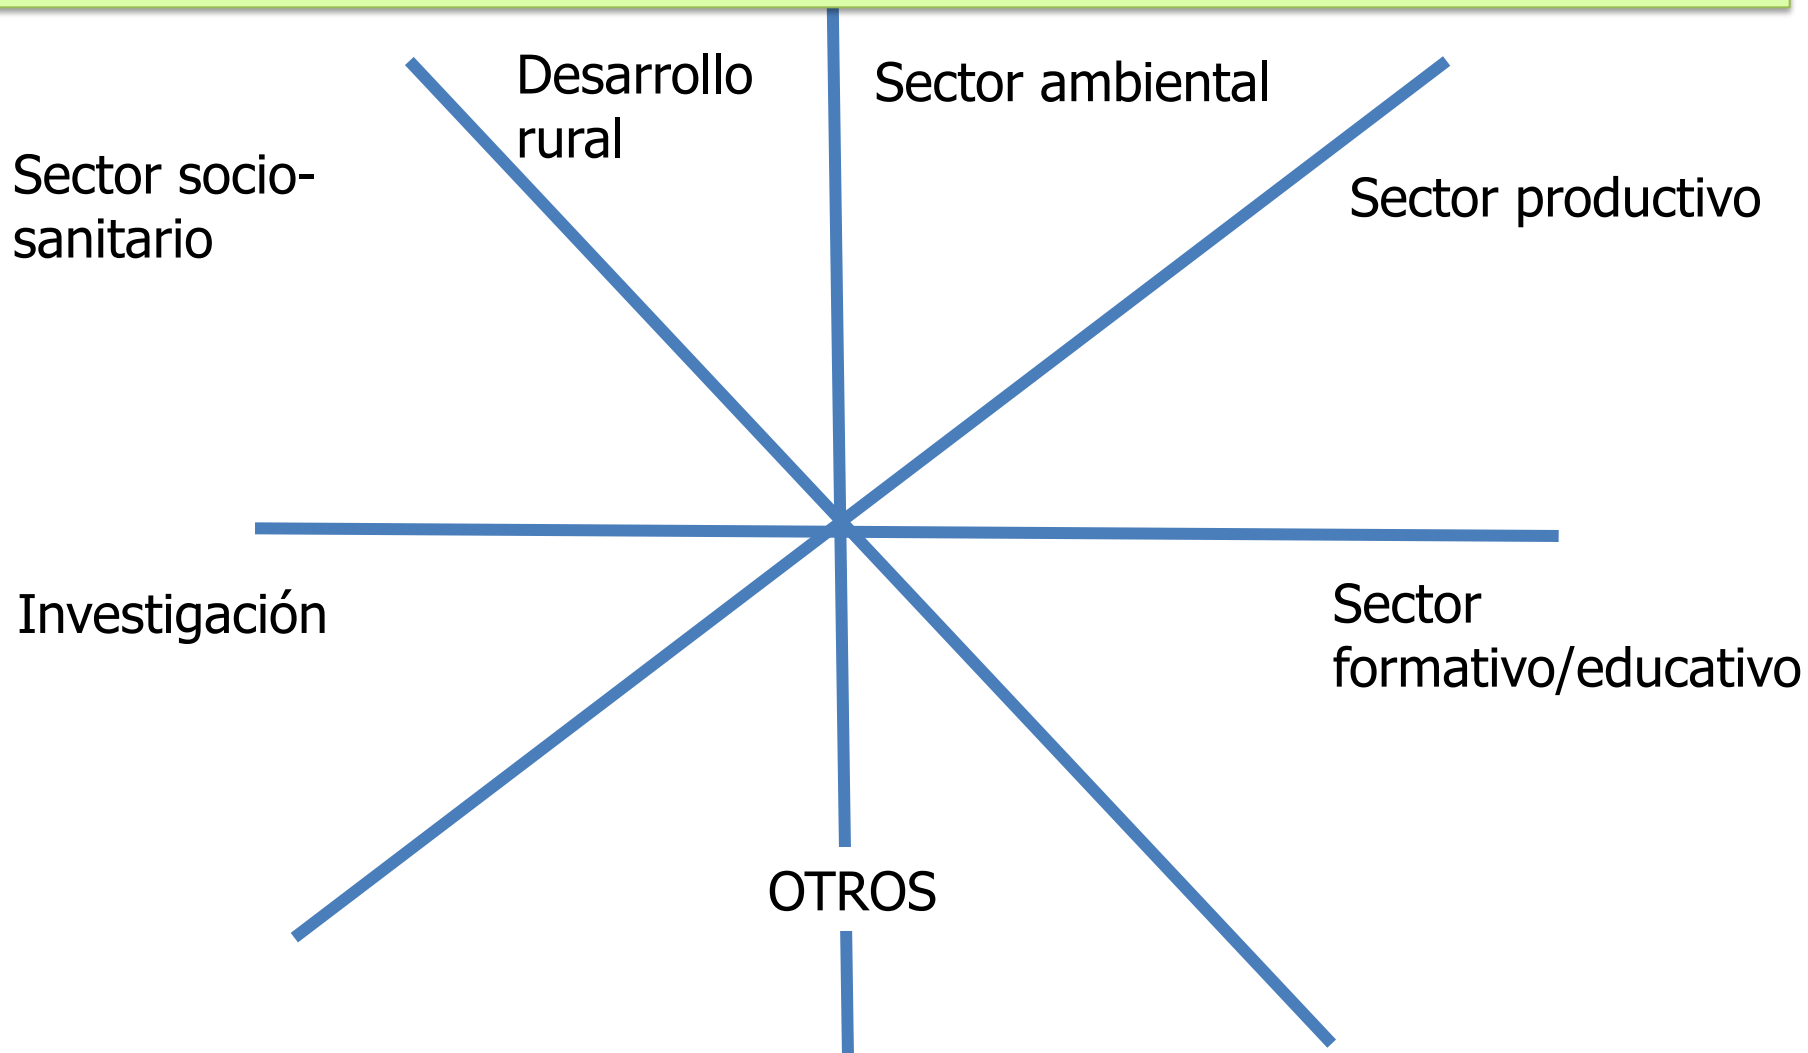 Desarrollo
rural
Sector ambiental
Sector socio-
sanitario
Sector productivo
Investigación
Sector
formativo/educativo
OTROS